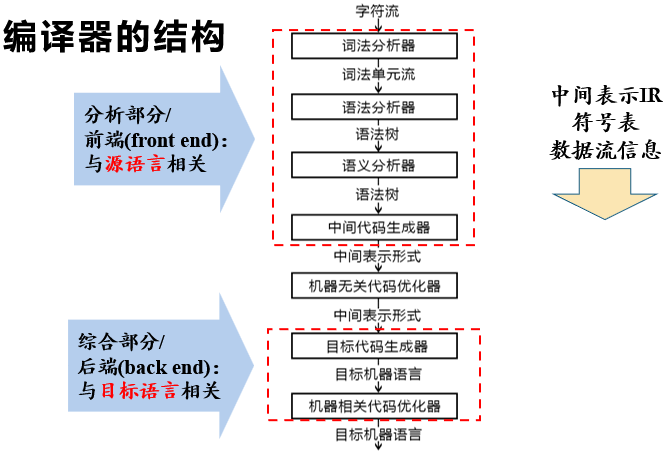 编译器的结构
字符流
词法分析器
词法单元流
语法分析器
语法树
语义分析器
语法树
中间代码生成器
中间表示形式
机器无关代码优化器
中间表示形式
目标代码生成器
目标机器语言
机器相关代码优化器
目标机器语言
分析部分/
前端(front end)：
与源语言相关
综合部分/
后端(back end)：
与目标语言相关
中间表示IR
符号表
数据流信息